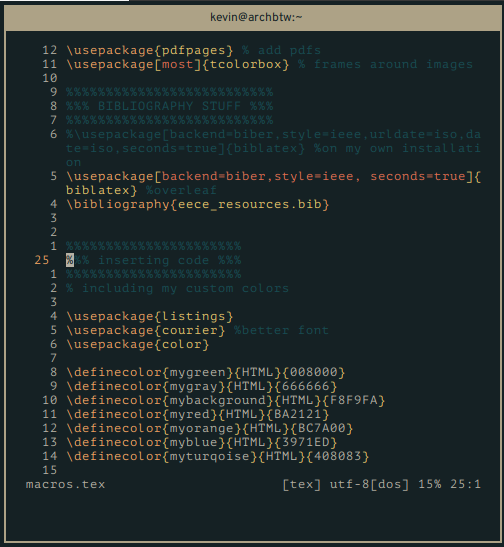 kevin@archbtw:~
12 \usepackage{pdfpages} % add pdfs
11 \usepackage[most]{tcolorbox} % frames around images
10
9 %%%%%%%%%%%%%%%%%%%%%%%%%%
8 %%% BIBLIOGRAPHY STUFF %%%
7 %%%%%%%%%%%%%%%%%%%%%%%%%%
6 %\usepackage[backend=biber,style=ieee,urldate=iso,da
te=iso,seconds=true]{biblatex} %on my own installati
on
5 \usepackage[backend=biber,style=ieee, seconds=true]{
biblatex} %overleaf
4 \bibliography{eece_resources.bib}
3
2
1 %%%%%%%%%%%%%%%%%%%%%%
25 %%% inserting code %%%
1 %%%%%%%%%%%%%%%%%%%%%%
2 % including my custom colors
3
4 \usepackage{listings}
5 \usepackage{courier} %better font
6 \usepackage{color}
7
8 \definecolor{mygreen}{HTML}{008000}
9 \definecolor{mygray}{HTML}{666666}
10 \definecolor{mybackground}{HTML}{F8F9FA}
11 \definecolor{myred}{HTML}{BA2121}
12 \definecolor{myorange}{HTML}{BC7A00}
13 \definecolor{myblue}{HTML}{3971ED}
14 \definecolor{myturqoise}{HTML}{408083}
15
macros.tex [tex] utf-8[dos] 15% 25:1